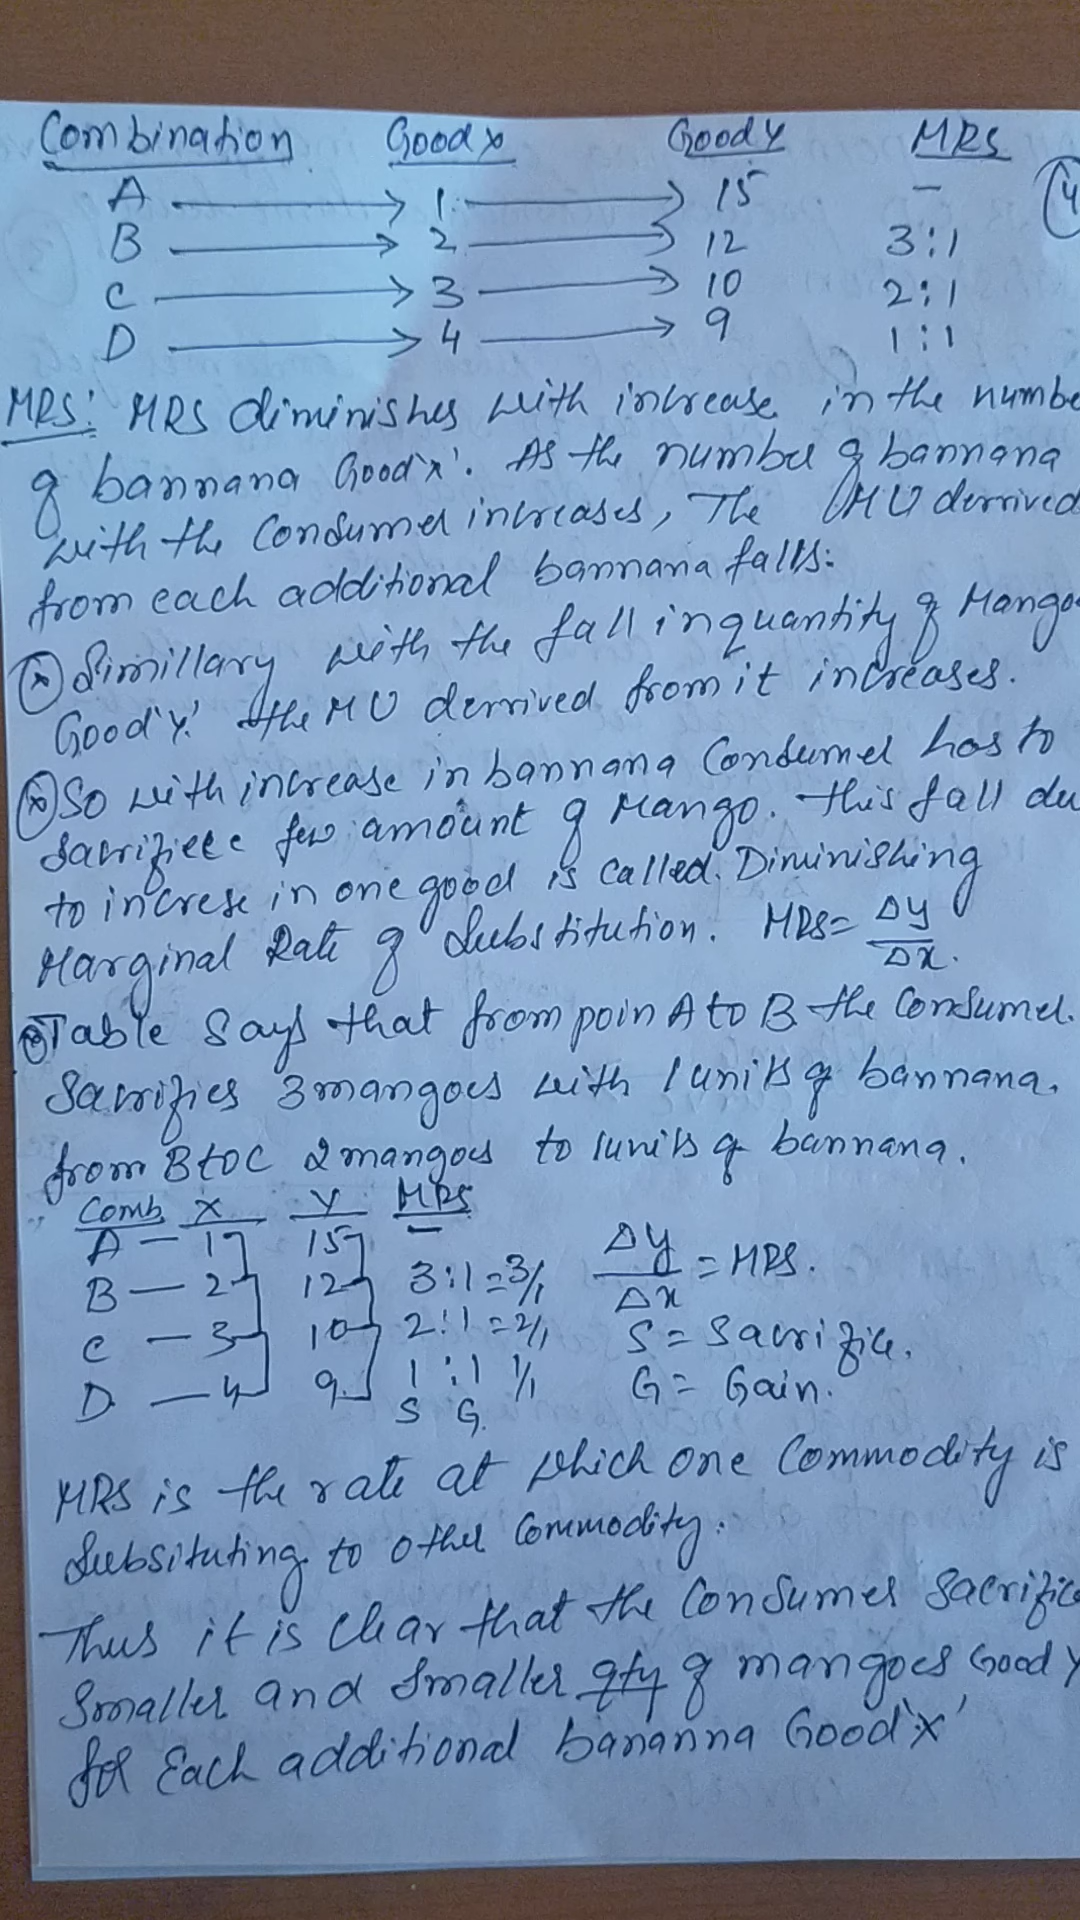 Combination Good x Good y MRS
A → 1 → 15 –
B → 2 → 12 3:1
C → 3 → 10 2:1
D → 4 → 9 1:1
4
MRS: MRS diminishes with increase in the numbe
of bannana Good 'x'. As the number of bannana
with the Consumer increases, The MU derrived
from each additional bannana falls.
Simillary with the fall in quantity of Mango
Good 'y'. the MU derrived from it increases.
So with increase in bannana Consumer has to
Sacrifiece few amount of Mango. this fall du
to increse in one good is called Diminishing
Marginal Rate of Substitution. MRS = Δy/Δx.
Table Says that from poin A to B the Consumer.
Sacrifies 3 mangoes with 1 units of bannana.
from B to C 2 mangoes to 1 units of bannana.
Comb X Y MRS
A – 1 15 –
B – 2 12 3:1 = 3/1 Δy/Δx = MRS.
C – 3 10 2:1 = 2/1 S = Sacrifice.
D – 4 9 1:1 1/1 G = Gain.
S G.
MRS is the rate at which one Commodity is
Subsituting to other Commodity.
Thus it is clear that the Consumer Sacrifice
Smaller and Smaller qty of mangoes Good y
for Each additional bananna Good 'x'